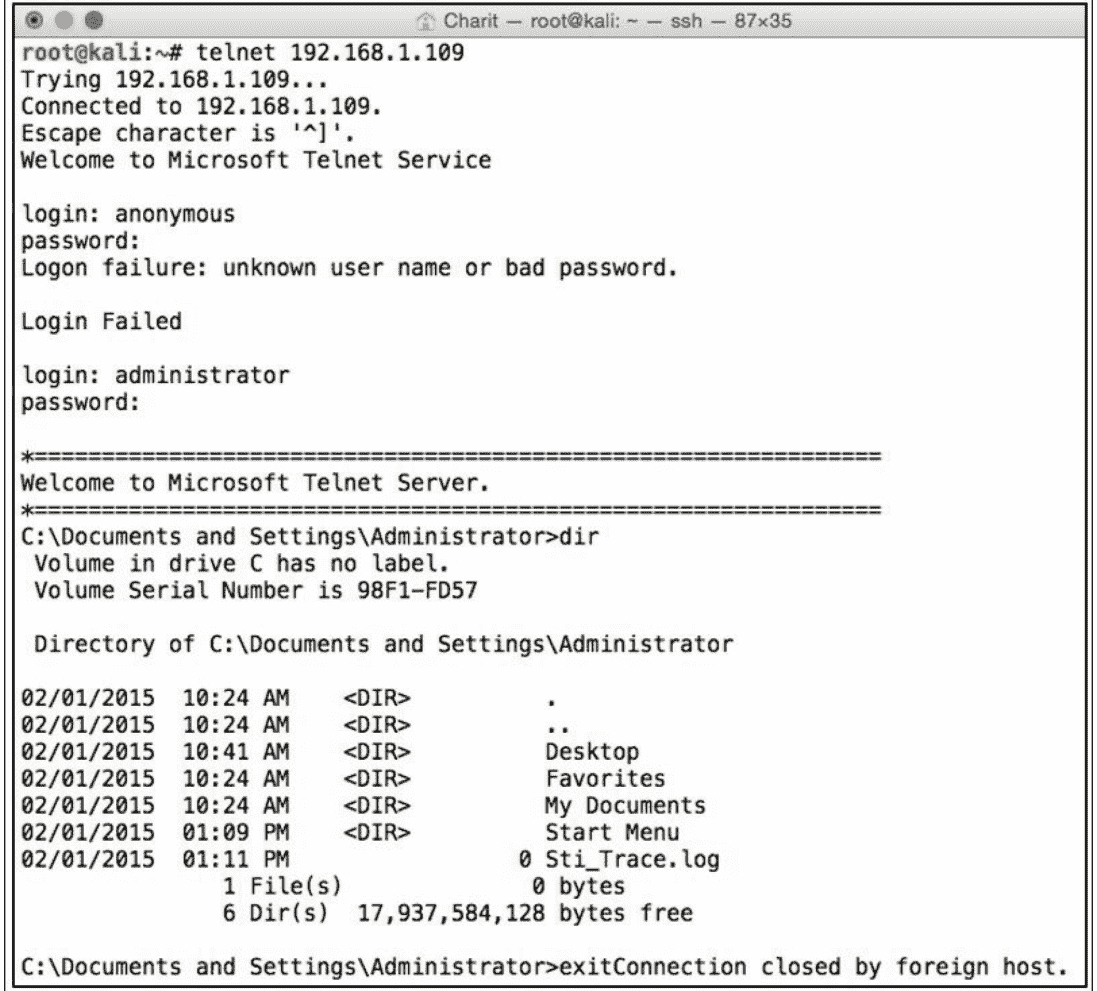 Charit — root@kali: ~ — ssh — 87×35
root@kali:~# telnet 192.168.1.109
Trying 192.168.1.109...
Connected to 192.168.1.109.
Escape character is '^]'.
Welcome to Microsoft Telnet Service
login: anonymous
password:
Logon failure: unknown user name or bad password.
Login Failed
login: administrator
password:
*===============================================================
Welcome to Microsoft Telnet Server.
*===============================================================
C:\Documents and Settings\Administrator>dir
 Volume in drive C has no label.
 Volume Serial Number is 98F1-FD57
 Directory of C:\Documents and Settings\Administrator
02/01/2015  10:24 AM    <DIR>          .
02/01/2015  10:24 AM    <DIR>          ..
02/01/2015  10:41 AM    <DIR>          Desktop
02/01/2015  10:24 AM    <DIR>          Favorites
02/01/2015  10:24 AM    <DIR>          My Documents
02/01/2015  01:09 PM    <DIR>          Start Menu
02/01/2015  01:11 PM                 0 Sti_Trace.log
               1 File(s)              0 bytes
               6 Dir(s)  17,937,584,128 bytes free
C:\Documents and Settings\Administrator>exitConnection closed by foreign host.